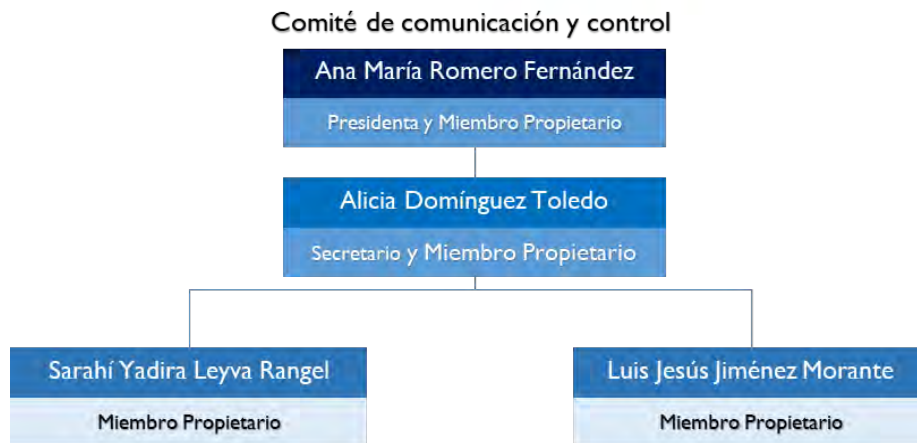 Comité de comunicación y control
Ana María Romero Fernández
Presidenta y Miembro Propietario
Alicia Domínguez Toledo
Secretario y Miembro Propietario
Sarahí Yadira Leyva Rangel
Miembro Propietario
Luis Jesús Jiménez Morante
Miembro Propietario